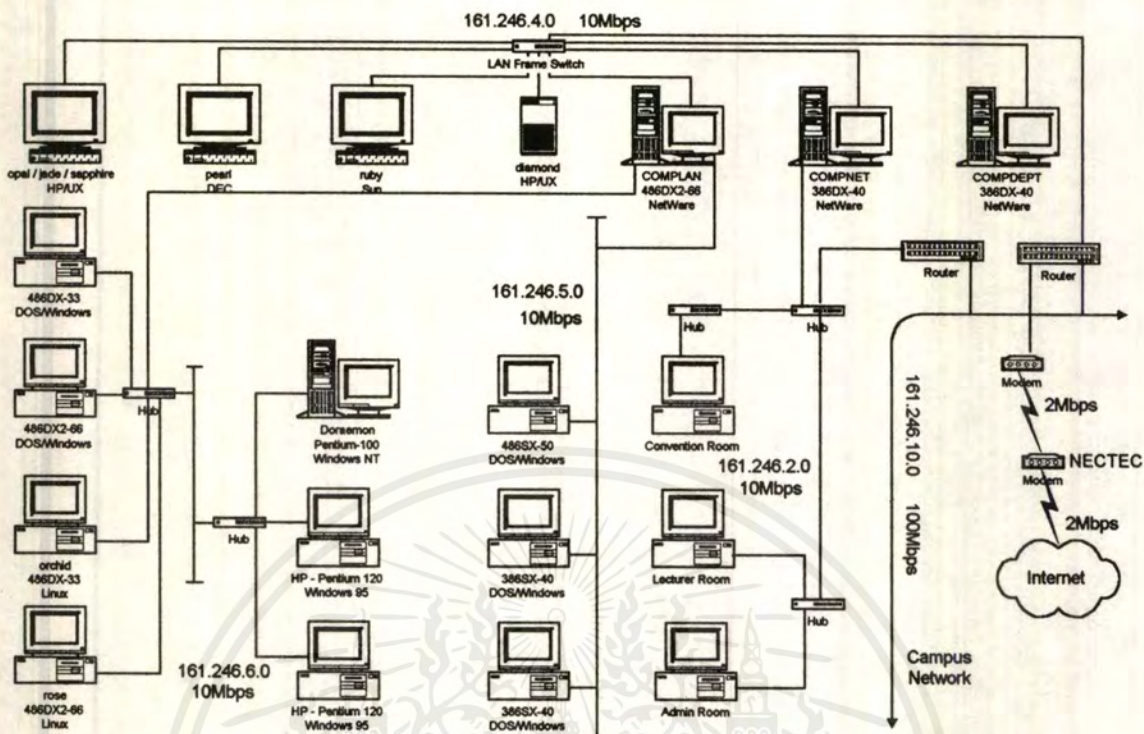 161.246.4.0 10Mbps
LAN Frame Switch
opal / jade / sapphire
HP/UX
pearl
DEC
ruby
Sun
diamond
HP/UX
COMPLAN
486DX2-66
NetWare
COMPNET
386DX-40
NetWare
COMPDEPT
386DX-40
NetWare
Router
Router
486DX-33
DOS/Windows
161.246.5.0
10Mbps
Hub
Hub
Modem
2Mbps
486DX2-66
DOS/Windows
Hub
Doraemon
Pentium-100
Windows NT
486SX-50
DOS/Windows
Convention Room
161.246.2.0
10Mbps
161.246.10.0 100Mbps
NECTEC
Modem
2Mbps
orchid
486DX-33
Linux
Hub
HP - Pentium 120
Windows 95
386SX-40
DOS/Windows
Lecturer Room
Hub
Internet
rose
486DX2-66
Linux
161.246.6.0
10Mbps
HP - Pentium 120
Windows 95
386SX-40
DOS/Windows
Admin Room
Campus
Network